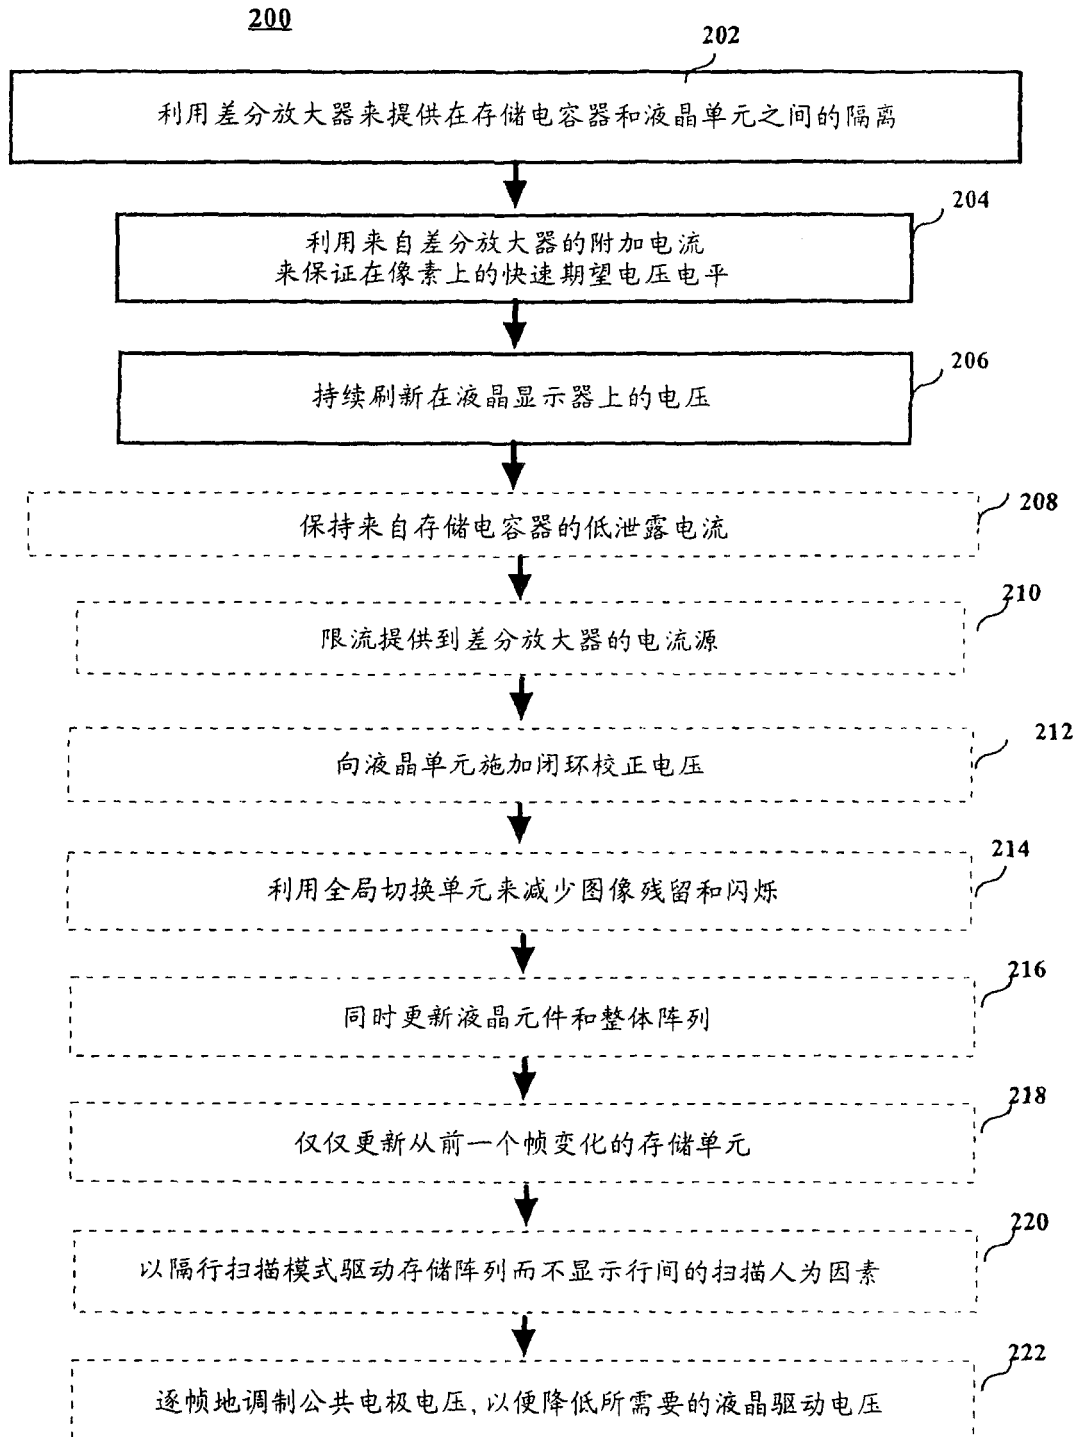 200
202
利用差分放大器来提供在存储电容器和液晶单元之间的隔离
204
利用来自差分放大器的附加电流
来保证在像素上的快速期望电压电平
206
持续刷新在液晶显示器上的电压
208
保持来自存储电容器的低泄露电流
210
限流提供到差分放大器的电流源
212
向液晶单元施加闭环校正电压
214
利用全局切换单元来减少图像残留和闪烁
216
同时更新液晶元件和整体阵列
218
仅仅更新从前一个帧变化的存储单元
220
以隔行扫描模式驱动存储阵列而不显示行间的扫描人为因素
222
逐帧地调制公共电极电压,以便降低所需要的液晶驱动电压